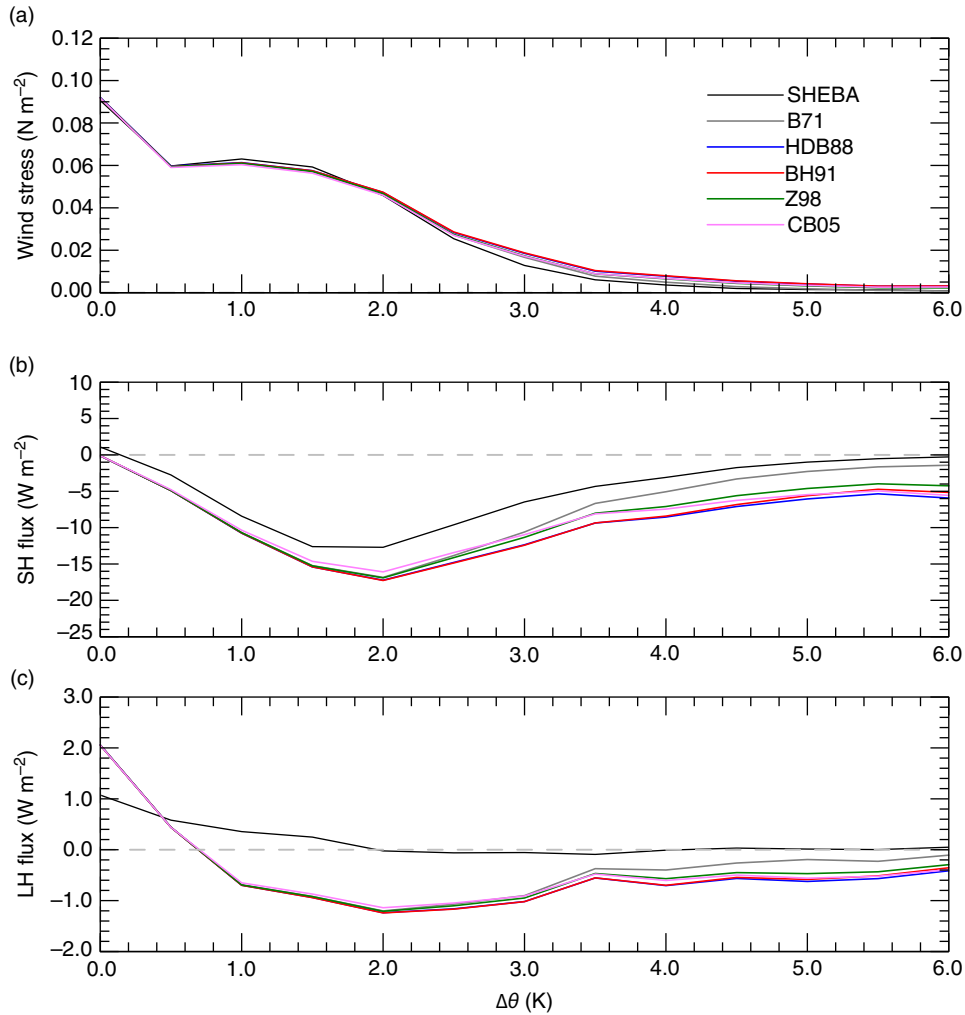 (a)
0.12
0.10
0.08
0.06
0.04
0.02
0.00
Wind stress (N m−2)
SHEBA
B71
HDB88
BH91
Z98
CB05
0.0 1.0 2.0 3.0 4.0 5.0 6.0
(b)
10
5
0
−5
−10
−15
−20
−25
SH flux (W m−2)
0.0 1.0 2.0 3.0 4.0 5.0 6.0
(c)
3.0
2.0
1.0
0.0
−1.0
−2.0
LH flux (W m−2)
0.0 1.0 2.0 3.0 4.0 5.0 6.0
Δθ (K)